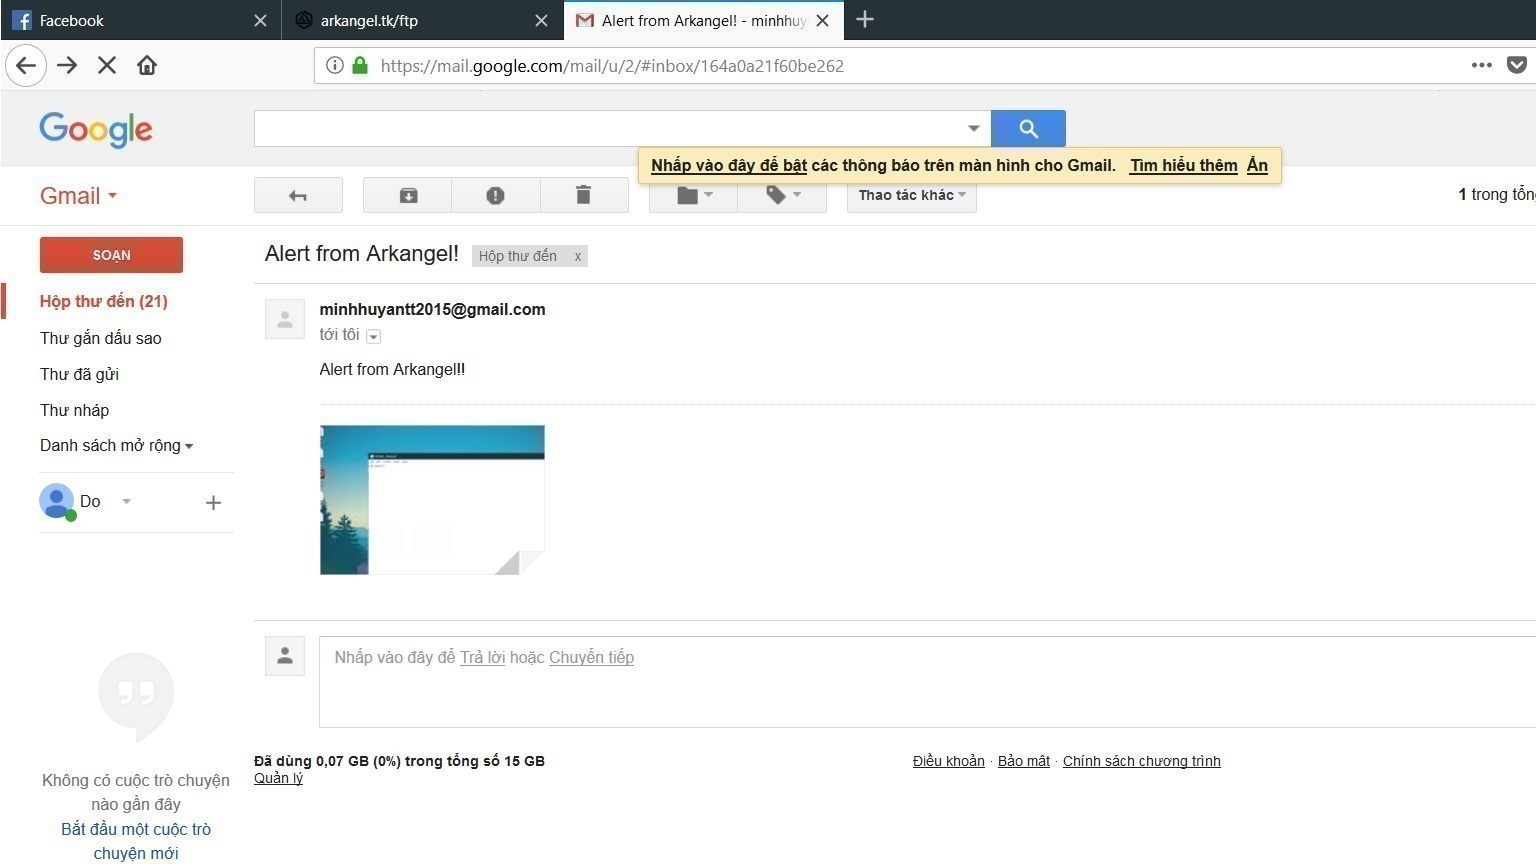 Facebook
arkangel.tk/ftp
Alert from Arkangel! - minhhuy
https://mail.google.com/mail/u/2/#inbox/164a0a21f60be262
Google
Nhấp vào đây để bật các thông báo trên màn hình cho Gmail. Tìm hiểu thêm Ẩn
Gmail
Thao tác khác
1 trong tổng
SOẠN
Alert from Arkangel!
Hộp thư đến x
Hộp thư đến (21)
Thư gắn dấu sao
Thư đã gửi
Thư nháp
Danh sách mở rộng
Do
minhhuyantt2015@gmail.com
tới tôi
Alert from Arkangel!!
Nhấp vào đây để Trả lời hoặc Chuyển tiếp
Đã dùng 0,07 GB (0%) trong tổng số 15 GB
Quản lý
Điều khoản · Bảo mật · Chính sách chương trình
Không có cuộc trò chuyện
nào gần đây
Bắt đầu một cuộc trò
chuyện mới